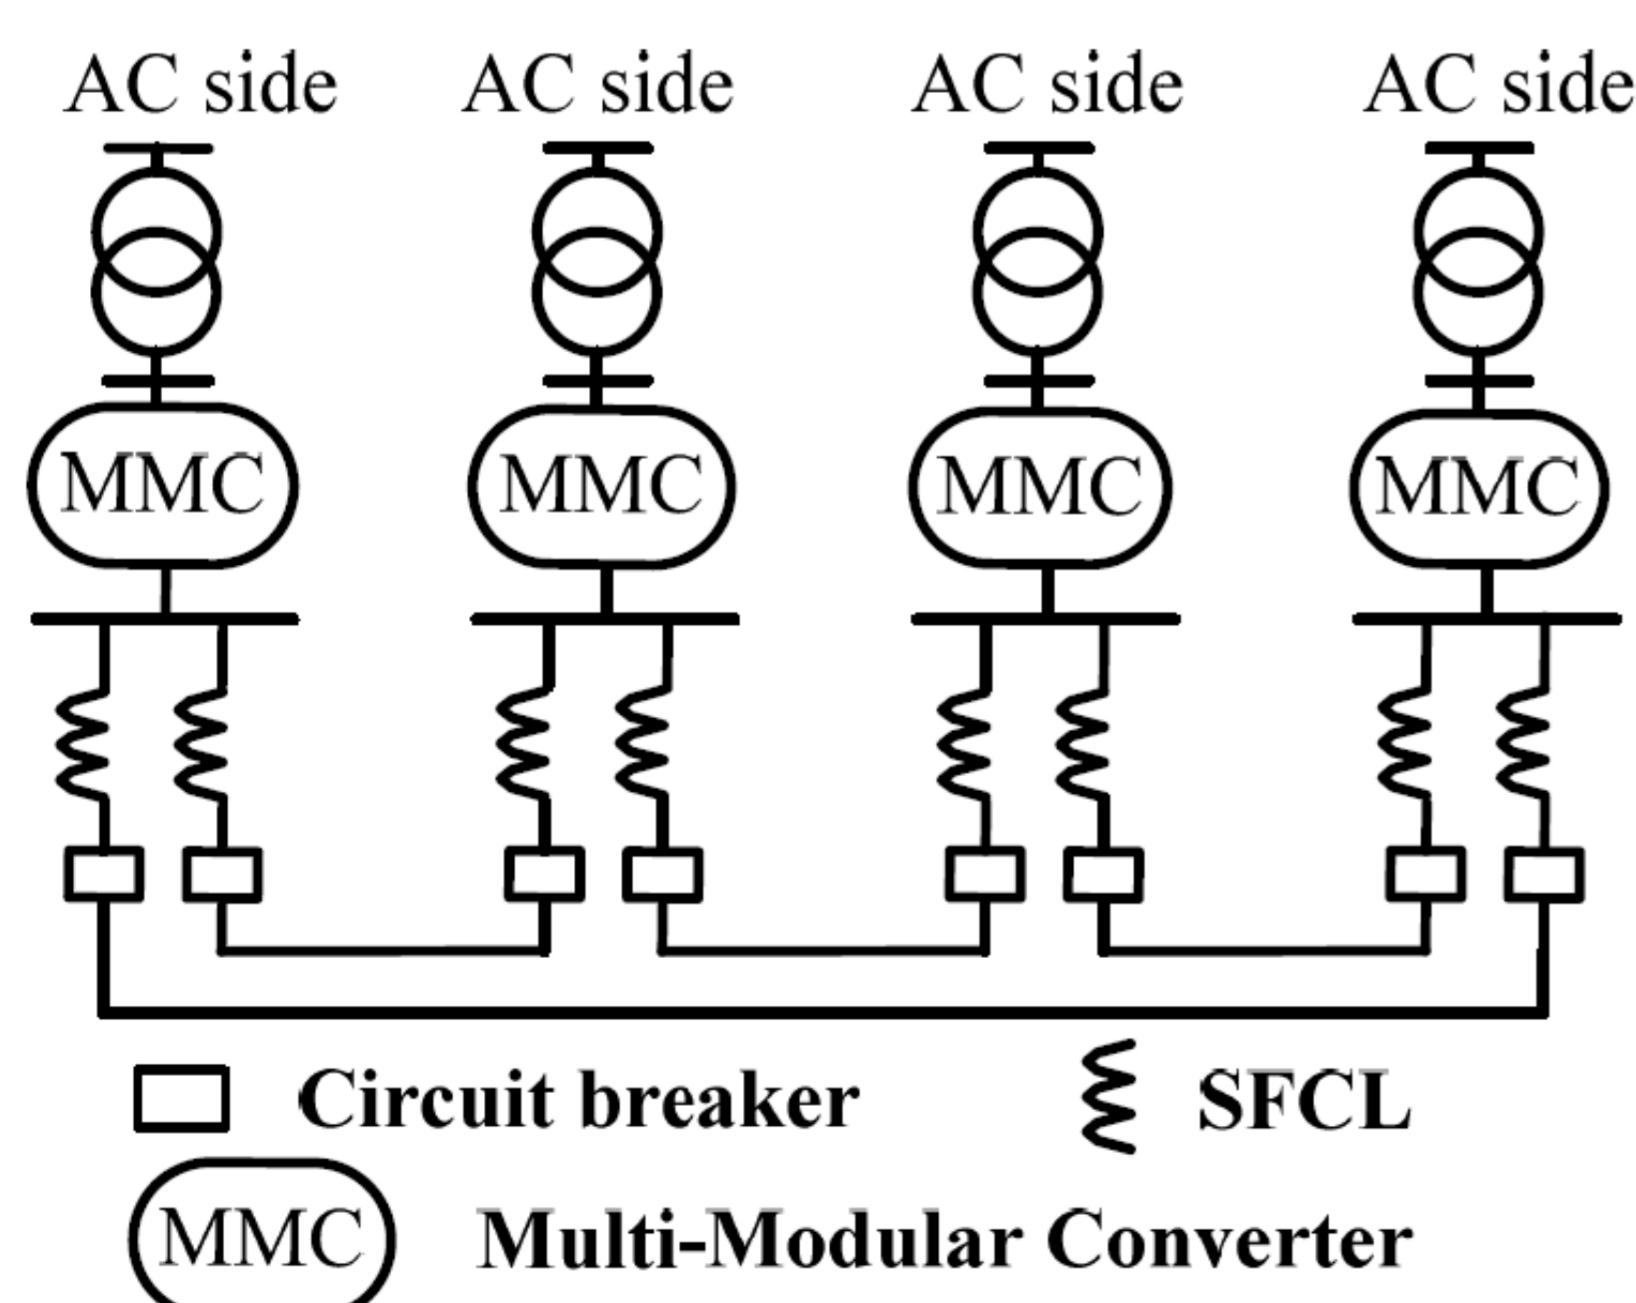 AC side AC side AC side AC side
MMC MMC MMC MMC
Circuit breaker SFCL
MMC Multi-Modular Converter